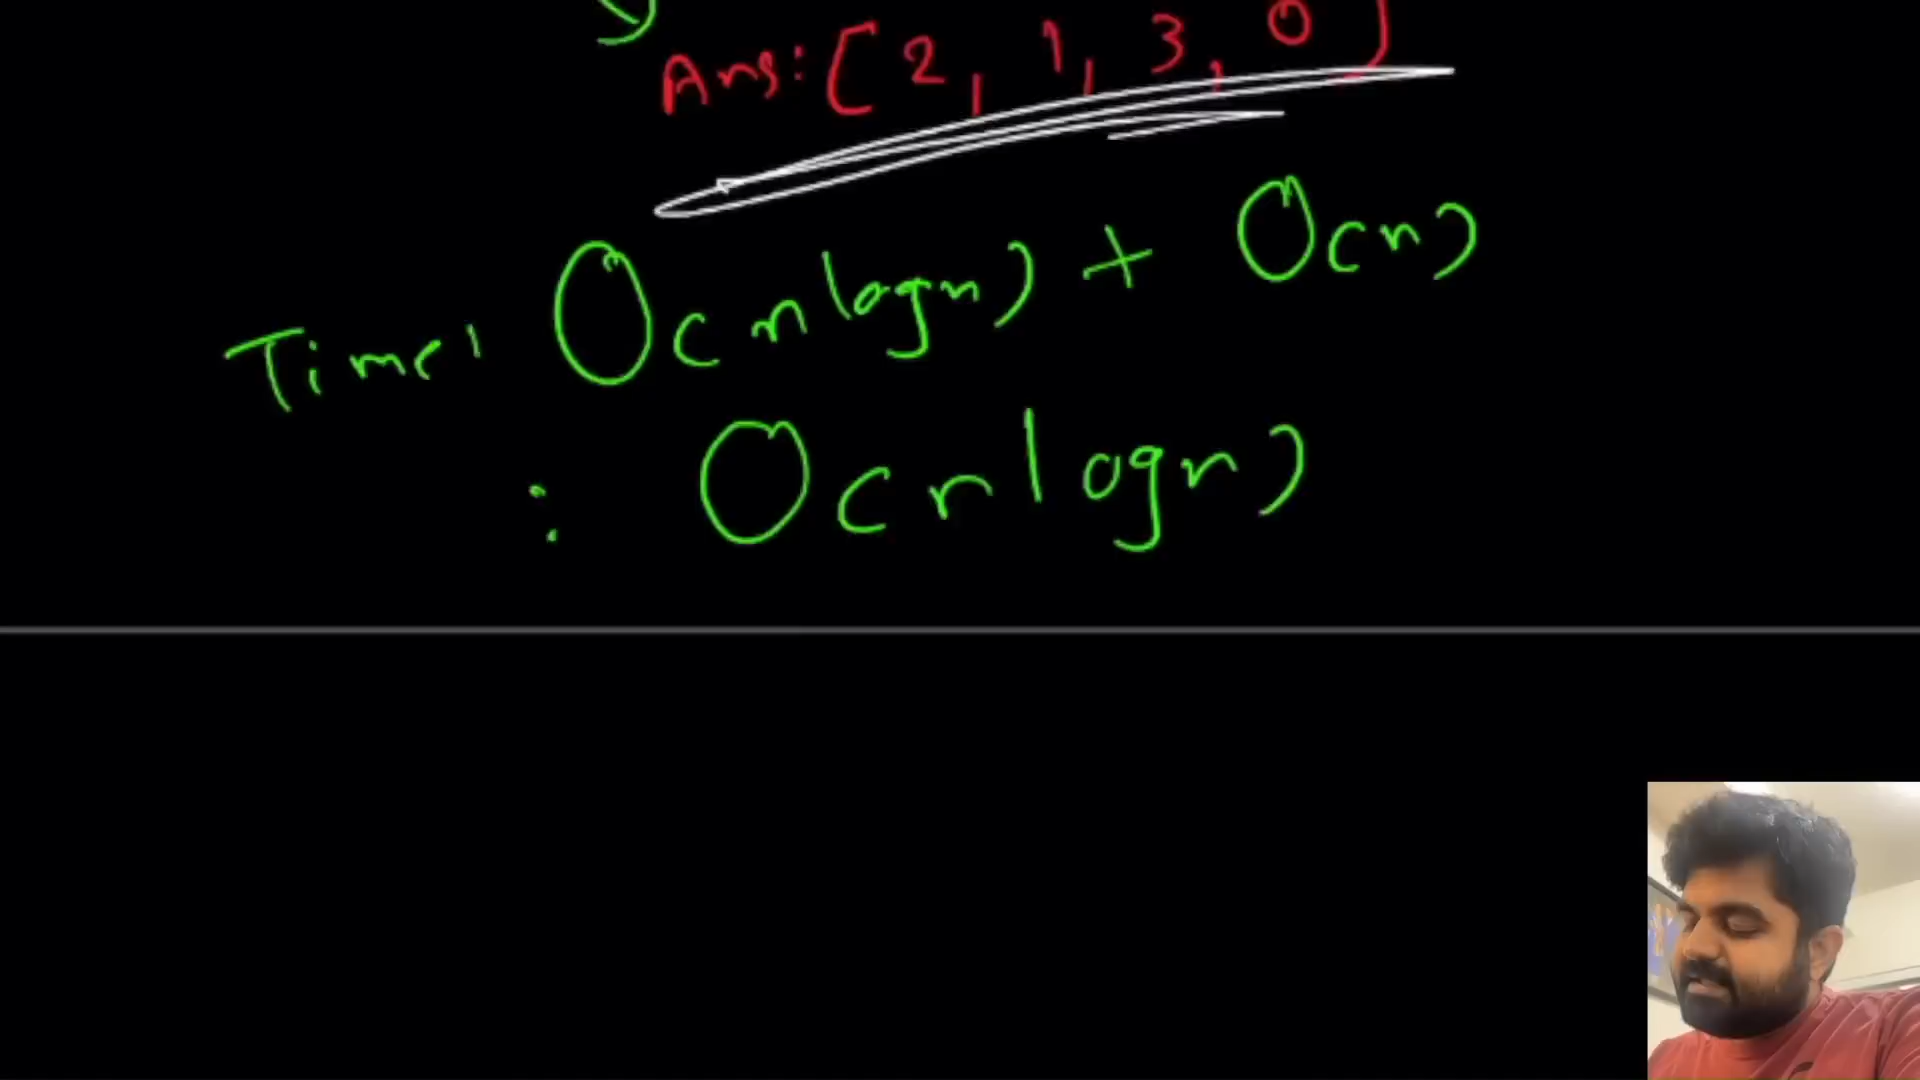 Ans: [2, 1, 3, 0]
Time: O(nlogn) + O(n)
: O(nlogn)